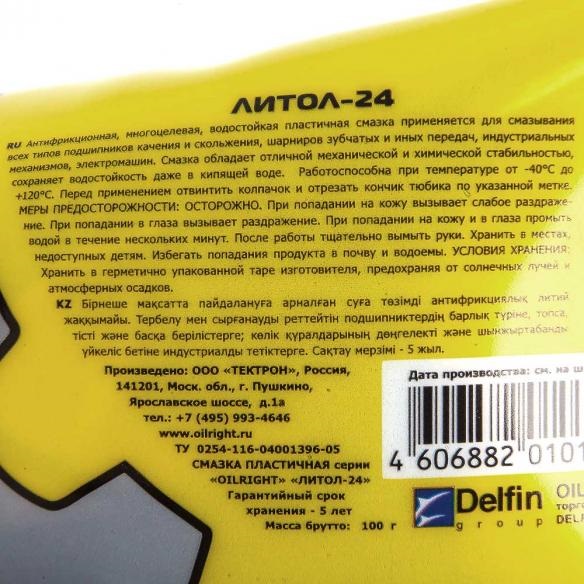 ЛИТОЛ-24
RU Антифрикционная, многоцелевая, водостойкая пластичная смазка применяется для смазывания
всех типов подшипников качения и скольжения, шарниров зубчатых и иных передач, индустриальных
механизмов, электромашин. Смазка обладает отличной механической и химической стабильностью,
сохраняет водостойкость даже в кипящей воде. Работоспособна при температуре от -40°С до
+120°С. Перед применением отвинтить колпачок и отрезать кончик тюбика по указанной метке.
МЕРЫ ПРЕДОСТОРОЖНОСТИ: ОСТОРОЖНО. При попадании на кожу вызывает слабое раздраже-
ние. При попадании в глаза вызывает раздражение. При попадании на кожу и в глаза промыть
водой в течение нескольких минут. После работы тщательно вымыть руки. Хранить в местах,
недоступных детям. Избегать попадания продукта в почву и водоемы. УСЛОВИЯ ХРАНЕНИЯ:
Хранить в герметично упакованной таре изготовителя, предохраняя от солнечных лучей и
атмосферных осадков.
KZ Бірнеше мақсатта пайдалануға арналған суға төзімді антифрикциялық литий
жаққымайы. Тербелу мен сырғанауды реттейтін подшипниктердің барлық түріне, топса,
тісті және басқа берілістерге; көлік құралдарының дөңгелекті және шынжыртабанды
үйкеліс бетіне индустриалды тетіктерге. Сақтау мерзімі - 5 жыл.
Произведено: ООО «ТЕКТРОН», Россия,
141201, Моск. обл., г. Пушкино,
Ярославское шоссе, д.1а
тел.: +7 (495) 993-4646
www.oilright.ru
ТУ 0254-116-04001396-05
СМАЗКА ПЛАСТИЧНАЯ серии
«OILRIGHT» «ЛИТОЛ-24»
Гарантийный срок
хранения - 5 лет
Масса брутто: 100 г
Дата производства: см. на ш
4 606882 0101
Delfin
group
OIL
торго
DELF